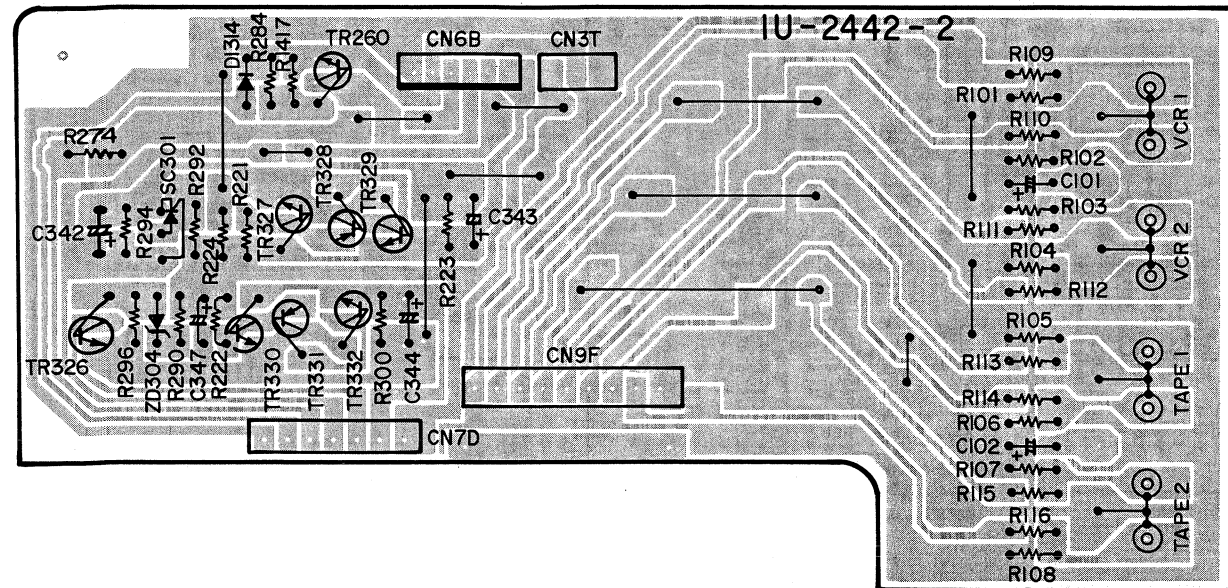 1U-2442-2
D1314
R284
R417
TR260
CN6B
CN3T
R109
R101
R110
VCR 1
R274
R102
C101
R103
SC301
R292
R221
TR328
TR329
TR327
C342
R294
R224
R223
C343
R111
R104
VCR 2
R112
R105
TR326
R296
ZD304
R290
C347
R222
TR330
TR331
TR332
R300
C344
CN9F
R113
R114
TAPE 1
R106
CN7D
C102
R107
R115
R116
TAPE 2
R108